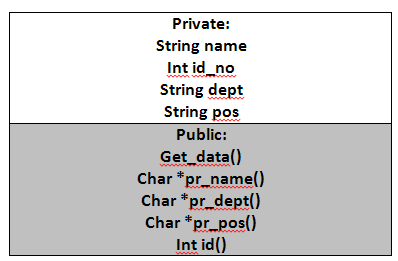 Private:
String name
Int id_no
String dept
String pos
Public:
Get_data()
Char *pr_name()
Char *pr_dept()
Char *pr_pos()
Int id()